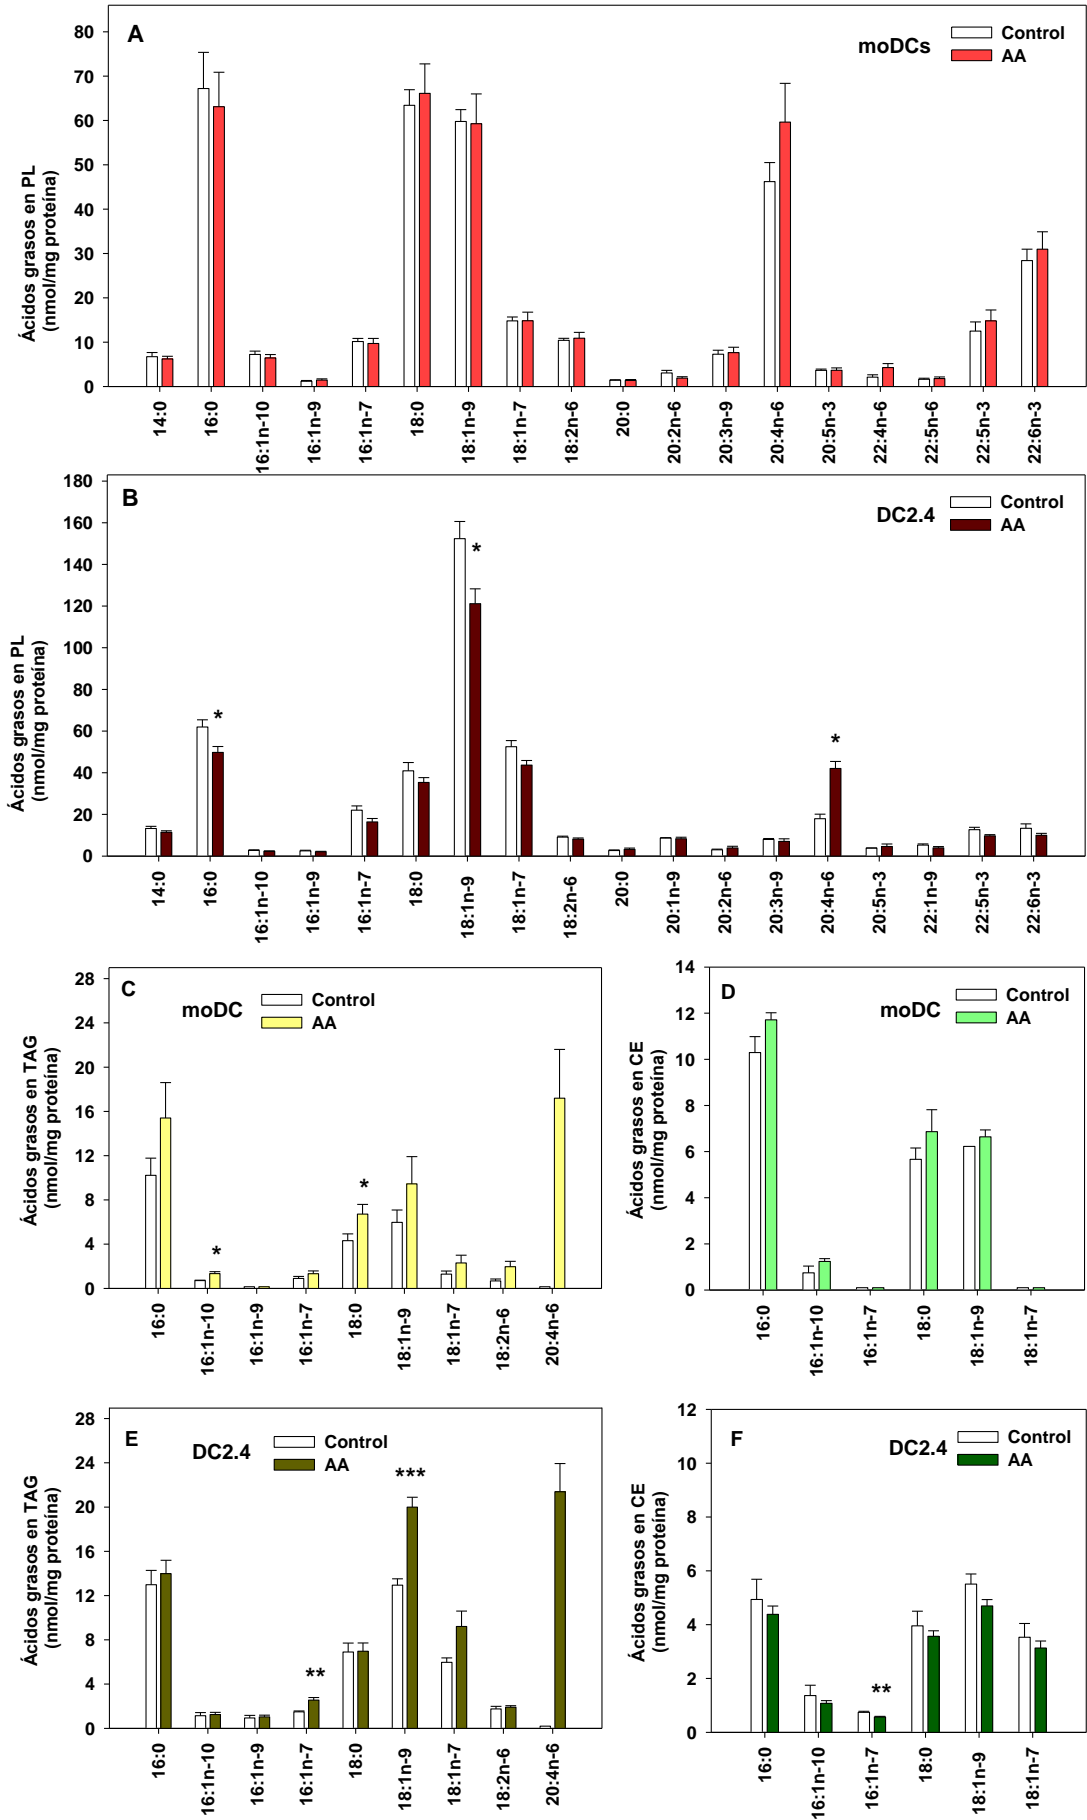 A
moDCs
Control
AA
Ácidos grasos en PL
(nmol/mg proteína)
80
70
60
50
40
30
20
10
0
14:0
16:0
16:1n-10
16:1n-9
16:1n-7
18:0
18:1n-9
18:1n-7
18:2n-6
20:0
20:2n-6
20:3n-9
20:4n-6
20:5n-3
22:4n-6
22:5n-6
22:5n-3
22:6n-3
B
DC2.4
Control
AA
Ácidos grasos en PL
(nmol/mg proteína)
180
160
140
120
100
80
60
40
20
0
*
*
*
14:0
16:0
16:1n-10
16:1n-9
16:1n-7
18:0
18:1n-9
18:1n-7
18:2n-6
20:0
20:1n-9
20:2n-6
20:3n-9
20:4n-6
20:5n-3
22:1n-9
22:5n-3
22:6n-3
C
moDC
Control
AA
Ácidos grasos en TAG
(nmol/mg proteína)
28
24
20
16
12
8
4
0
*
*
16:0
16:1n-10
16:1n-9
16:1n-7
18:0
18:1n-9
18:1n-7
18:2n-6
20:4n-6
D
moDC
Control
AA
Ácidos grasos en CE
(nmol/mg proteína)
14
12
10
8
6
4
2
0
16:0
16:1n-10
16:1n-7
18:0
18:1n-9
18:1n-7
E
DC2.4
Control
AA
Ácidos grasos en TAG
(nmol/mg proteína)
28
24
20
16
12
8
4
0
**
***
16:0
16:1n-10
16:1n-9
16:1n-7
18:0
18:1n-9
18:1n-7
18:2n-6
20:4n-6
F
DC2.4
Control
AA
Ácidos grasos en CE
(nmol/mg proteína)
12
10
8
6
4
2
0
**
16:0
16:1n-10
16:1n-7
18:0
18:1n-9
18:1n-7